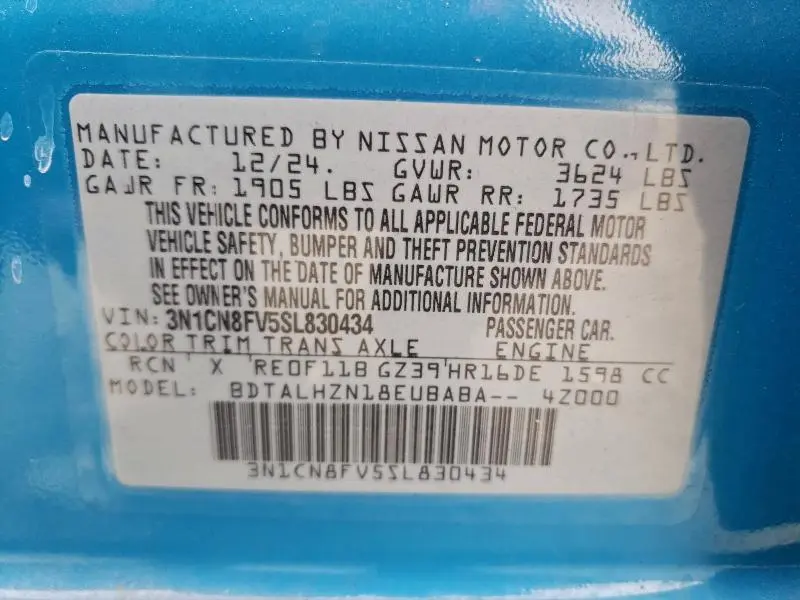 MANUFACTURED BY NISSAN MOTOR CO., LTD.
DATE: 12/24. GVWR: 3624 LBS
GAWR FR: 1905 LBS GAWR RR: 1735 LBS
THIS VEHICLE CONFORMS TO ALL APPLICABLE FEDERAL MOTOR
VEHICLE SAFETY, BUMPER AND THEFT PREVENTION STANDARDS
IN EFFECT ON THE DATE OF MANUFACTURE SHOWN ABOVE.
SEE OWNER'S MANUAL FOR ADDITIONAL INFORMATION.
VIN: 3N1CN8FV5SL830434 PASSENGER CAR.
COLOR TRIM TRANS AXLE ENGINE
RCN X RE0F11B GZ39 HR16DE 1598 CC
MODEL: BDTALHZN18EUBABA-- 4Z000
3N1CN8FV5SL830434